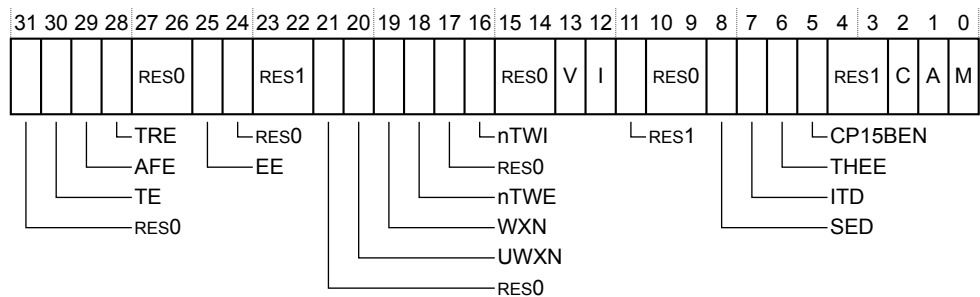 31 30 29 28 27 26 25 24 23 22 21 20 19 18 17 16 15 14 13 12 11 10 9 8 7 6 5 4 3 2 1 0
RES0 RES1 RES0 V I RES0 RES1 C A M
TRE RES0 nTWI RES1 CP15BEN
AFE EE RES0 THEE
TE nTWE ITD
RES0 WXN SED
UWXN
RES0